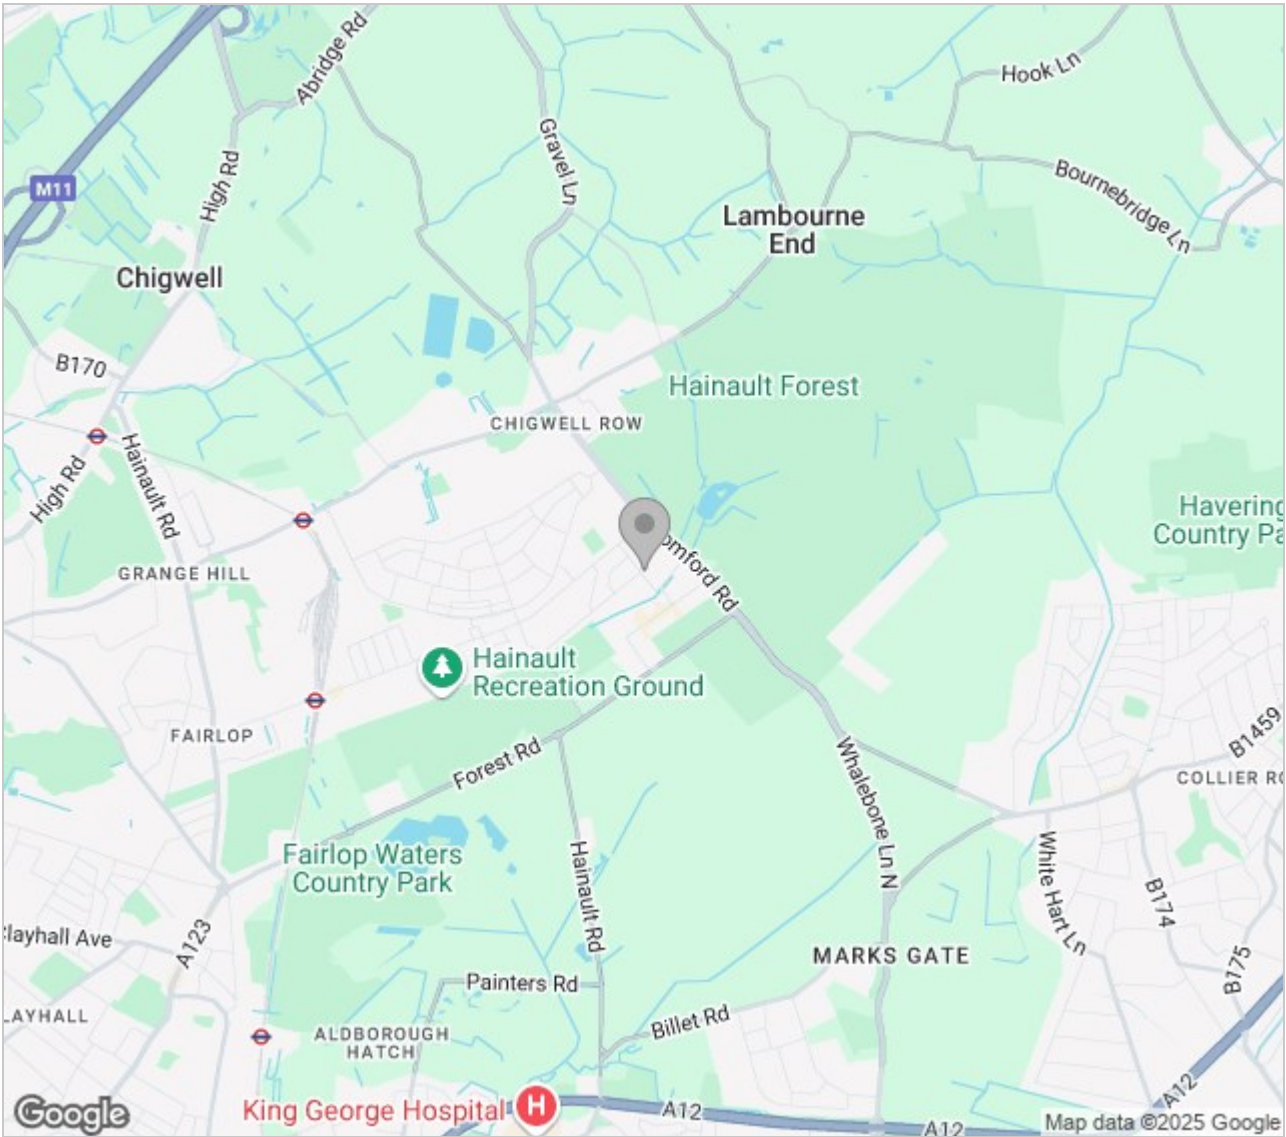 Abridge Rd
Hook Ln
Gravel Ln
M11
High Rd
Bournebridge Ln
Lambourne
End
Chigwell
B170
Hainault Forest
CHIGWELL ROW
High Rd
Hainault Rd
Havering
Country Pa
GRANGE HILL
omford Rd
Hainault
Recreation Ground
FAIRLOP
Forest Rd
Whalebone Ln N
B1459
COLLIER RO
Fairlop Waters
Country Park
Hainault Rd
White Hart Ln
B174
layhall Ave
A123
MARKS GATE
B175
Painters Rd
LAYHALL
Billet Rd
ALDBOROUGH
HATCH
King George Hospital
H
A12
A12
A12
Google
Map data ©2025 Google